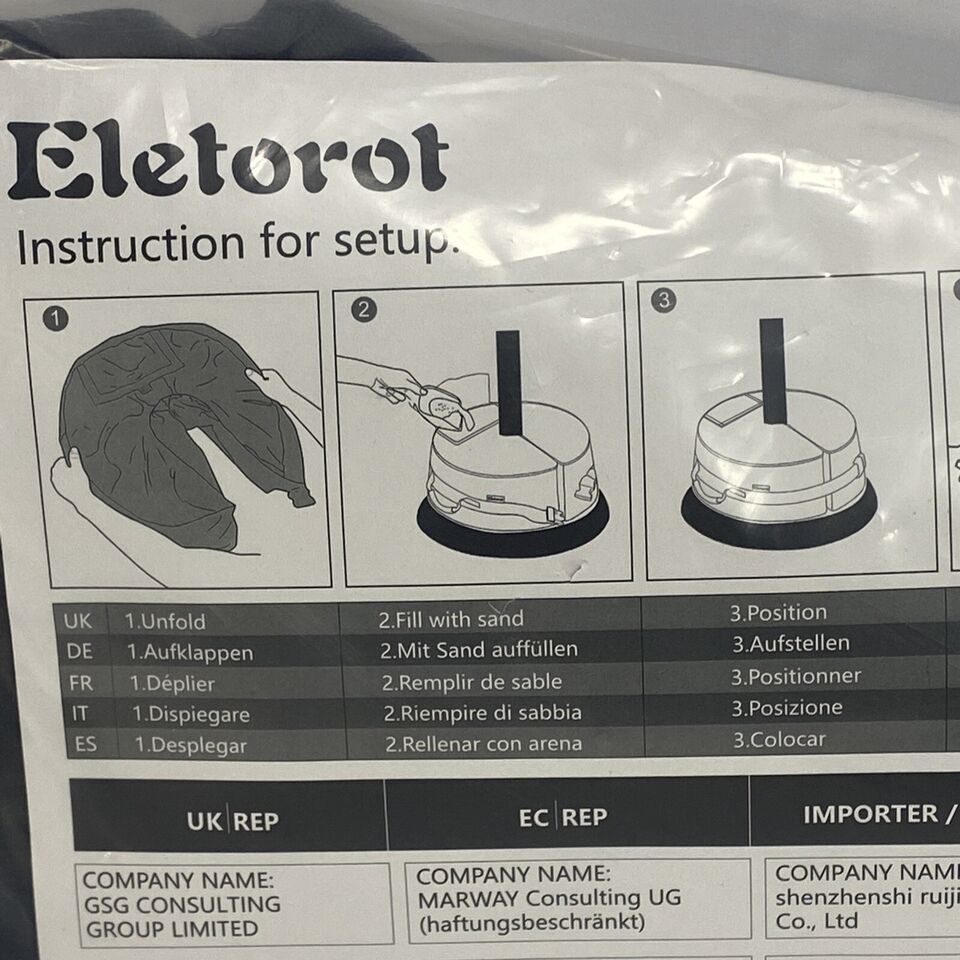 Eletorot
Instruction for setup.
1
2
3
UK 1.Unfold 2.Fill with sand 3.Position
DE 1.Aufklappen 2.Mit Sand auffüllen 3.Aufstellen
FR 1.Déplier 2.Remplir de sable 3.Positionner
IT 1.Dispiegare 2.Riempire di sabbia 3.Posizione
ES 1.Desplegar 2.Rellenar con arena 3.Colocar
UK REP
EC REP
IMPORTER /
COMPANY NAME:
GSG CONSULTING
GROUP LIMITED
COMPANY NAME:
MARWAY Consulting UG
(haftungsbeschränkt)
COMPANY
shenzhenshi
Co., Ltd